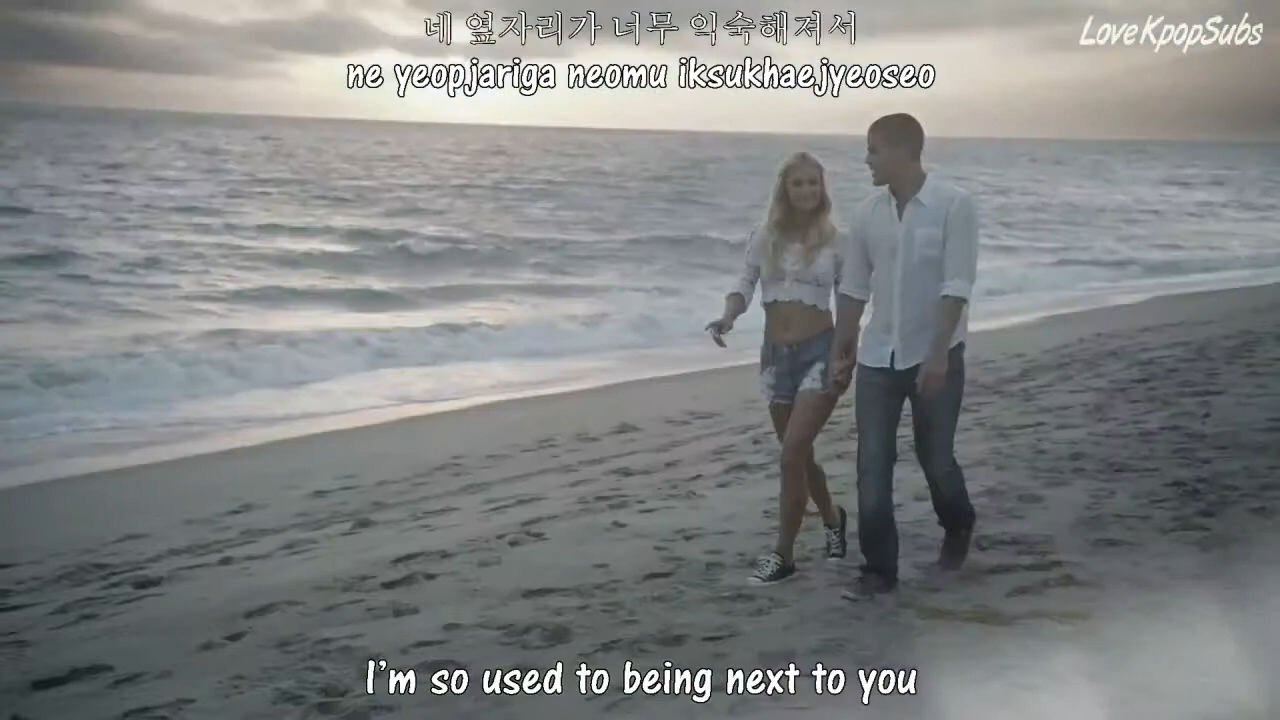 네 옆자리가 너무 익숙해져서
LoveKpopSubs
ne yeopjariga neomu iksukhaejyeoseo
I'm so used to being next to you